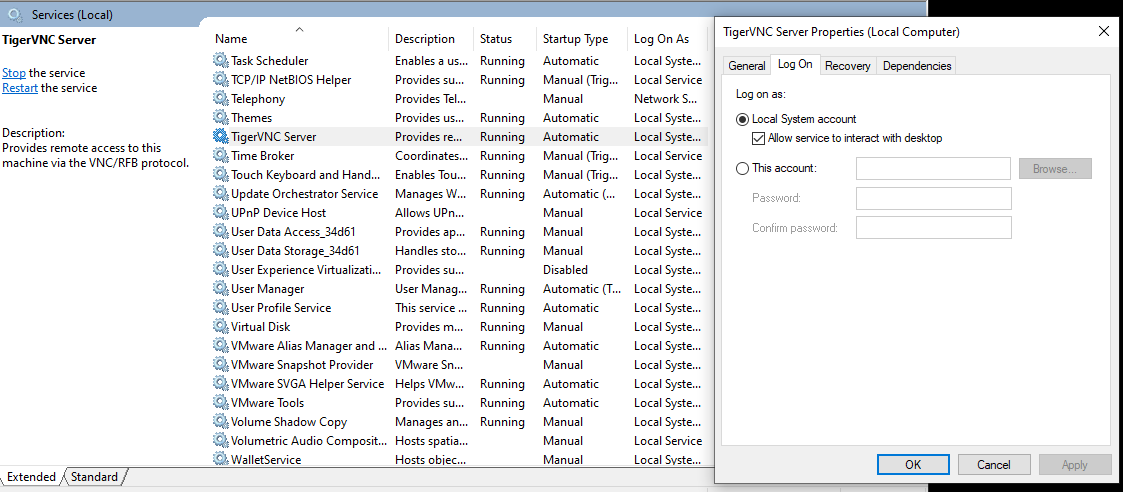 Services (Local)
TigerVNC Server
Stop the service
Restart the service
Description:
Provides remote access to this
machine via the VNC/RFB protocol.
Name Description Status Startup Type Log On As
Task Scheduler Enables a us... Running Automatic Local Syste...
TCP/IP NetBIOS Helper Provides su... Running Manual (Trig... Local Service
Telephony Provides Tel... Manual Network S...
Themes Provides us... Running Automatic Local Syste...
TigerVNC Server Provides re... Running Automatic Local Syste...
Time Broker Coordinates... Running Manual (Trig... Local Service
Touch Keyboard and Hand... Enables Tou... Running Manual (Trig... Local Syste...
Update Orchestrator Service Manages W... Running Automatic (... Local Syste...
UPnP Device Host Allows UPn... Manual Local Service
User Data Access_34d61 Provides ap... Running Manual Local Syste...
User Data Storage_34d61 Handles sto... Running Manual Local Syste...
User Experience Virtualizati... Provides su... Disabled Local Syste...
User Manager User Manag... Running Automatic (T... Local Syste...
User Profile Service This service ... Running Automatic Local Syste...
Virtual Disk Provides m... Manual Local Syste...
VMware Alias Manager and ... Alias Mana... Running Automatic Local Syste...
VMware Snapshot Provider VMware Sn... Manual Local Syste...
VMware SVGA Helper Service Helps VMw... Running Automatic Local Syste...
VMware Tools Provides su... Running Automatic Local Syste...
Volume Shadow Copy Manages an... Running Manual Local Syste...
Volumetric Audio Composit... Hosts spatia... Manual Local Service
WalletService Hosts objec... Manual Local Syste...
Extended Standard
TigerVNC Server Properties (Local Computer)
General Log On Recovery Dependencies
Log on as:
Local System account
Allow service to interact with desktop
This account: Browse...
Password:
Confirm password:
OK Cancel Apply